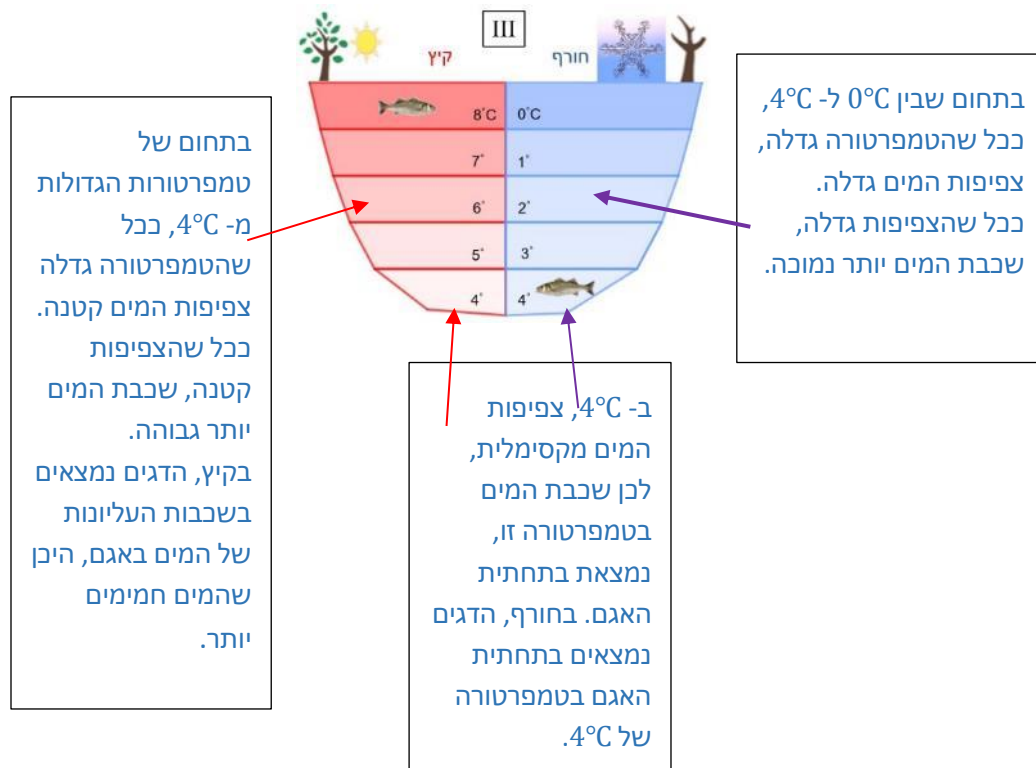 III
קיץ
חורף
8°C
0°C
7°
1°
6°
2°
5°
3°
4°
4°
בתחום שבין 0°C ל- 4°C,
ככל שהטמפרטורה גדלה,
צפיפות המים גדלה.
ככל שהצפיפות גדלה,
שכבת המים יותר נמוכה.
בתחום של
טמפרטורות הגדולות
מ- 4°C, ככל
שהטמפרטורה גדלה
צפיפות המים קטנה.
ככל שהצפיפות
קטנה, שכבת המים
יותר גבוהה.
בקיץ, הדגים נמצאים
בשכבות העליונות
של המים באגם, היכן
שהמים חמימים
יותר.
ב- 4°C, צפיפות
המים מקסימלית,
לכן שכבת המים
בטמפרטורה זו,
נמצאת בתחתית
האגם. בחורף, הדגים
נמצאים בתחתית
האגם בטמפרטורה
של 4°C.